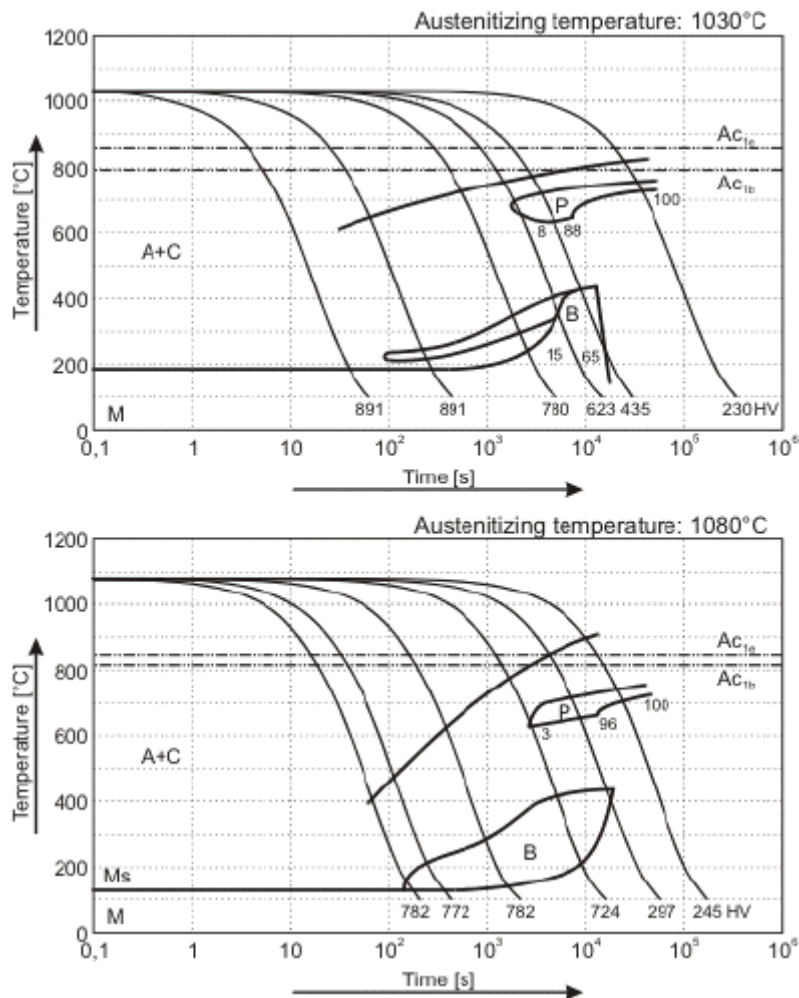 Austenitizing temperature: 1030°C
1200
1000
800
600
400
200
0
Temperature [°C]
Ac1e
Ac1b
100
P
8 88
A+C
B
15 65
M
891 891 780 623 435 230HV
0,1 1 10 10² 10³ 10⁴ 10⁵ 10⁶
Time [s]
Austenitizing temperature: 1080°C
1200
1000
800
600
400
200
0
Temperature [°C]
Ac1e
Ac1b
100
P
3 96
A+C
B
Ms
M
782 772 782 724 297 245 HV
0,1 1 10 10² 10³ 10⁴ 10⁵ 10⁶
Time [s]